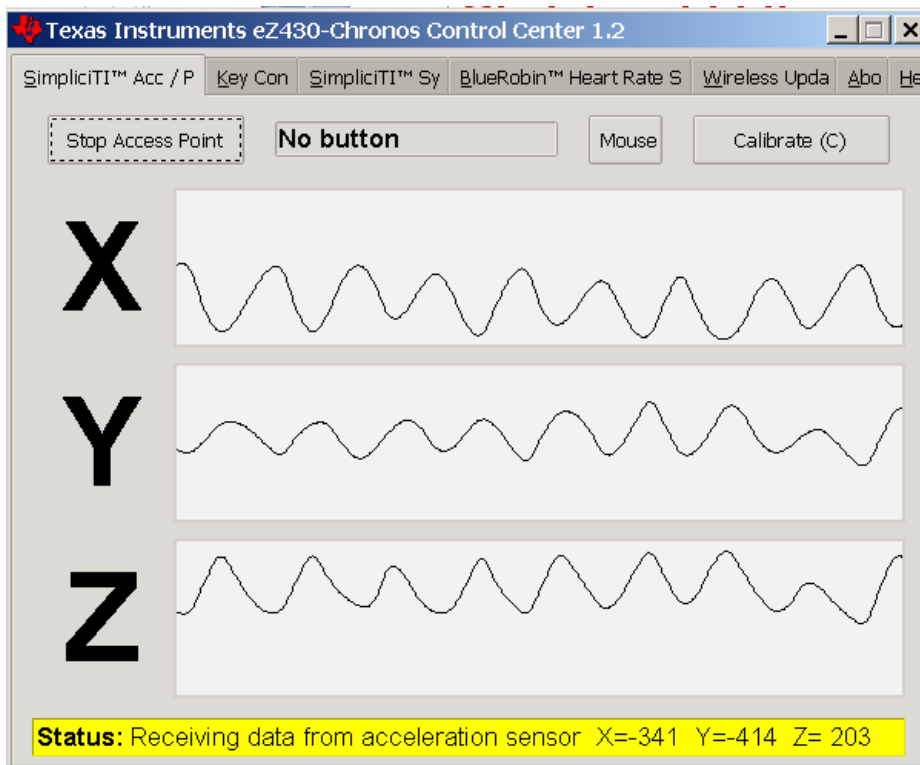 Texas Instruments eZ430-Chronos Control Center 1.2
SimpliciTI™ Acc / P Key Con SimpliciTI™ Sy BlueRobin™ Heart Rate S Wireless Upda Abo He
Stop Access Point No button Mouse Calibrate (C)
X
Y
Z
Status: Receiving data from acceleration sensor X=-341 Y=-414 Z= 203